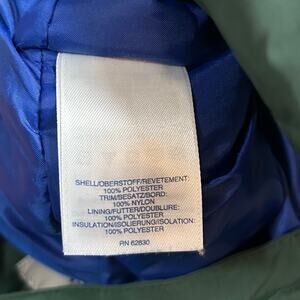 SHELL/OBERSTOFF/REVETEMENT:
100% POLYESTER
TRIM/BESATZ/BORD:
100% NYLON
LINING/FUTTER/DOUBLURE:
100% POLYESTER
INSULATION/ISOLIERUNG/ISOLATION:
100% POLYESTER
RN 62830